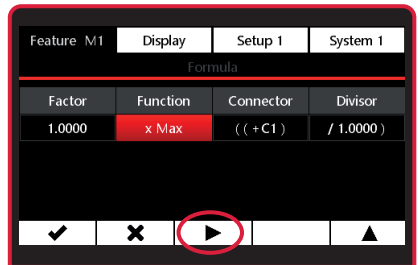 Feature M1 Display Setup 1 System 1
Formula
Factor Function Connector Divisor
1.0000 x Max ( ( +C1 ) / 1.0000 )